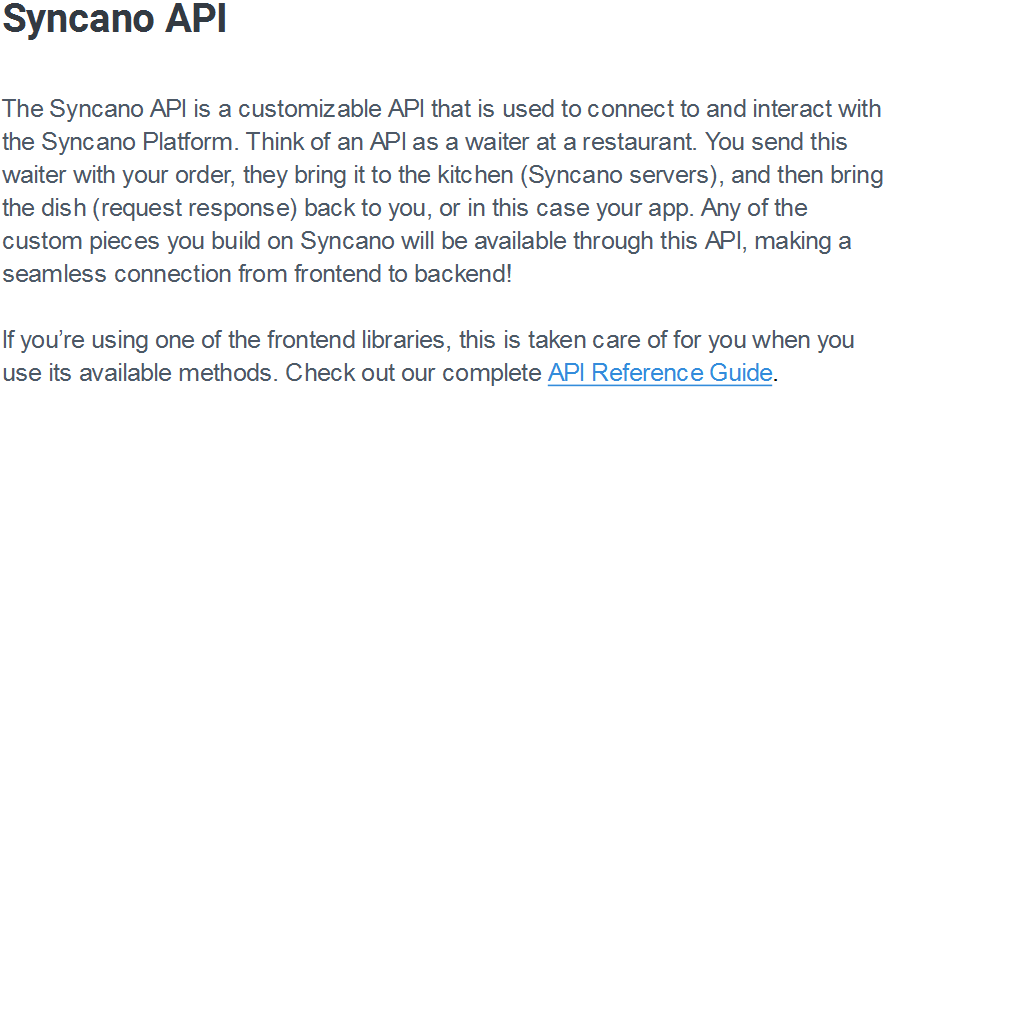 Syncano API
The Syncano API is a customizable API that is used to connect to and interact with
the Syncano Platform. Think of an API as a waiter at a restaurant. You send this
waiter with your order, they bring it to the kitchen (Syncano servers), and then bring
the dish (request response) back to you, or in this case your app. Any of the
custom pieces you build on Syncano will be available through this API, making a
seamless connection from frontend to backend!
If you’re using one of the frontend libraries, this is taken care of for you when you
use its available methods. Check out our complete API Reference Guide.